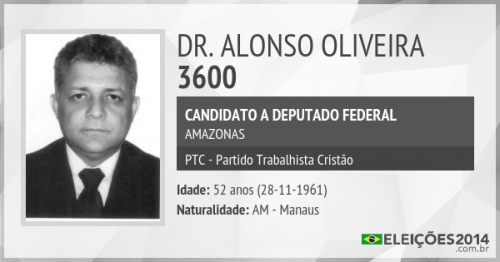 DR. ALONSO OLIVEIRA
3600
CANDIDATO A DEPUTADO FEDERAL
AMAZONAS
PTC - Partido Trabalhista Cristão
Idade: 52 anos (28-11-1961)
Naturalidade: AM - Manaus
ELEIÇÕES2014
.com.br